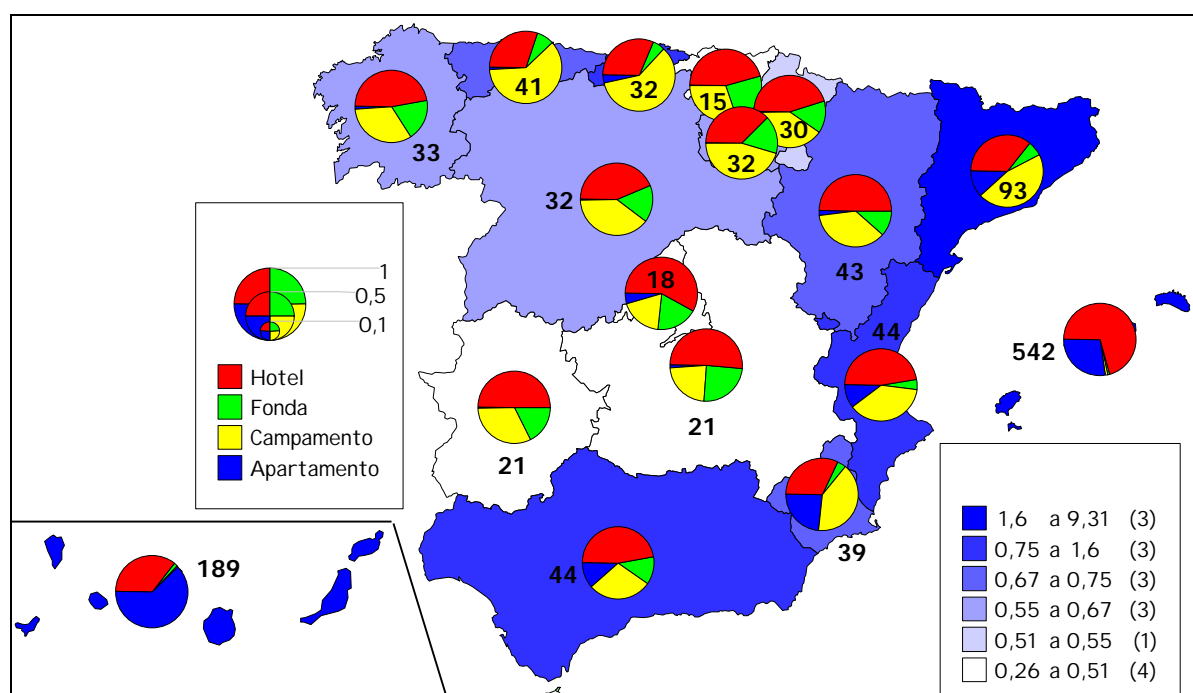 41
32
15
30
33
32
93
32
43
18
1
0,5
0,1
44
542
Hotel
Fonda
Campamento
Apartamento
21
21
1,6 a 9,31 (3)
0,75 a 1,6 (3)
0,67 a 0,75 (3)
0,55 a 0,67 (3)
0,51 a 0,55 (1)
0,26 a 0,51 (4)
39
189
44